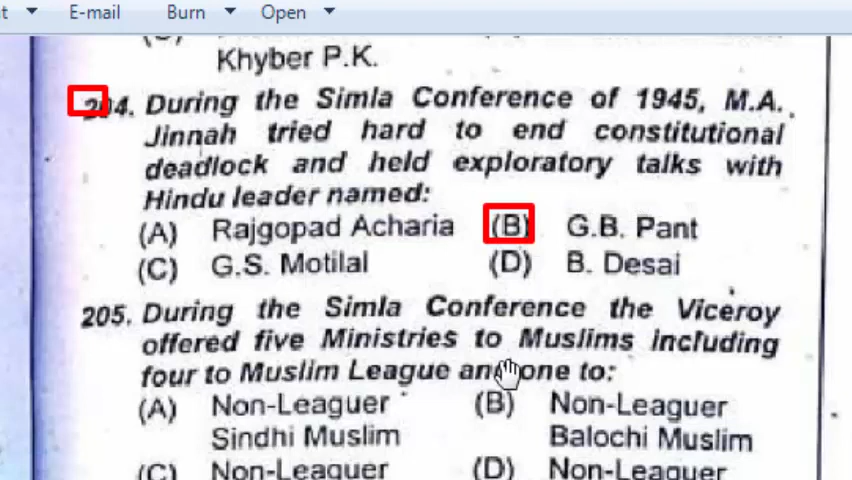 E-mail Burn Open
Khyber P.K.
204. During the Simla Conference of 1945, M.A.
Jinnah tried hard to end constitutional
deadlock and held exploratory talks with
Hindu leader named:
(A) Rajgopad Acharia (B) G.B. Pant
(C) G.S. Motilal (D) B. Desai
205. During the Simla Conference the Viceroy
offered five Ministries to Muslims including
four to Muslim League and one to:
(A) Non-Leaguer (B) Non-Leaguer
Sindhi Muslim Balochi Muslim
(C) Non-Leaguer (D) Non-Leaguer